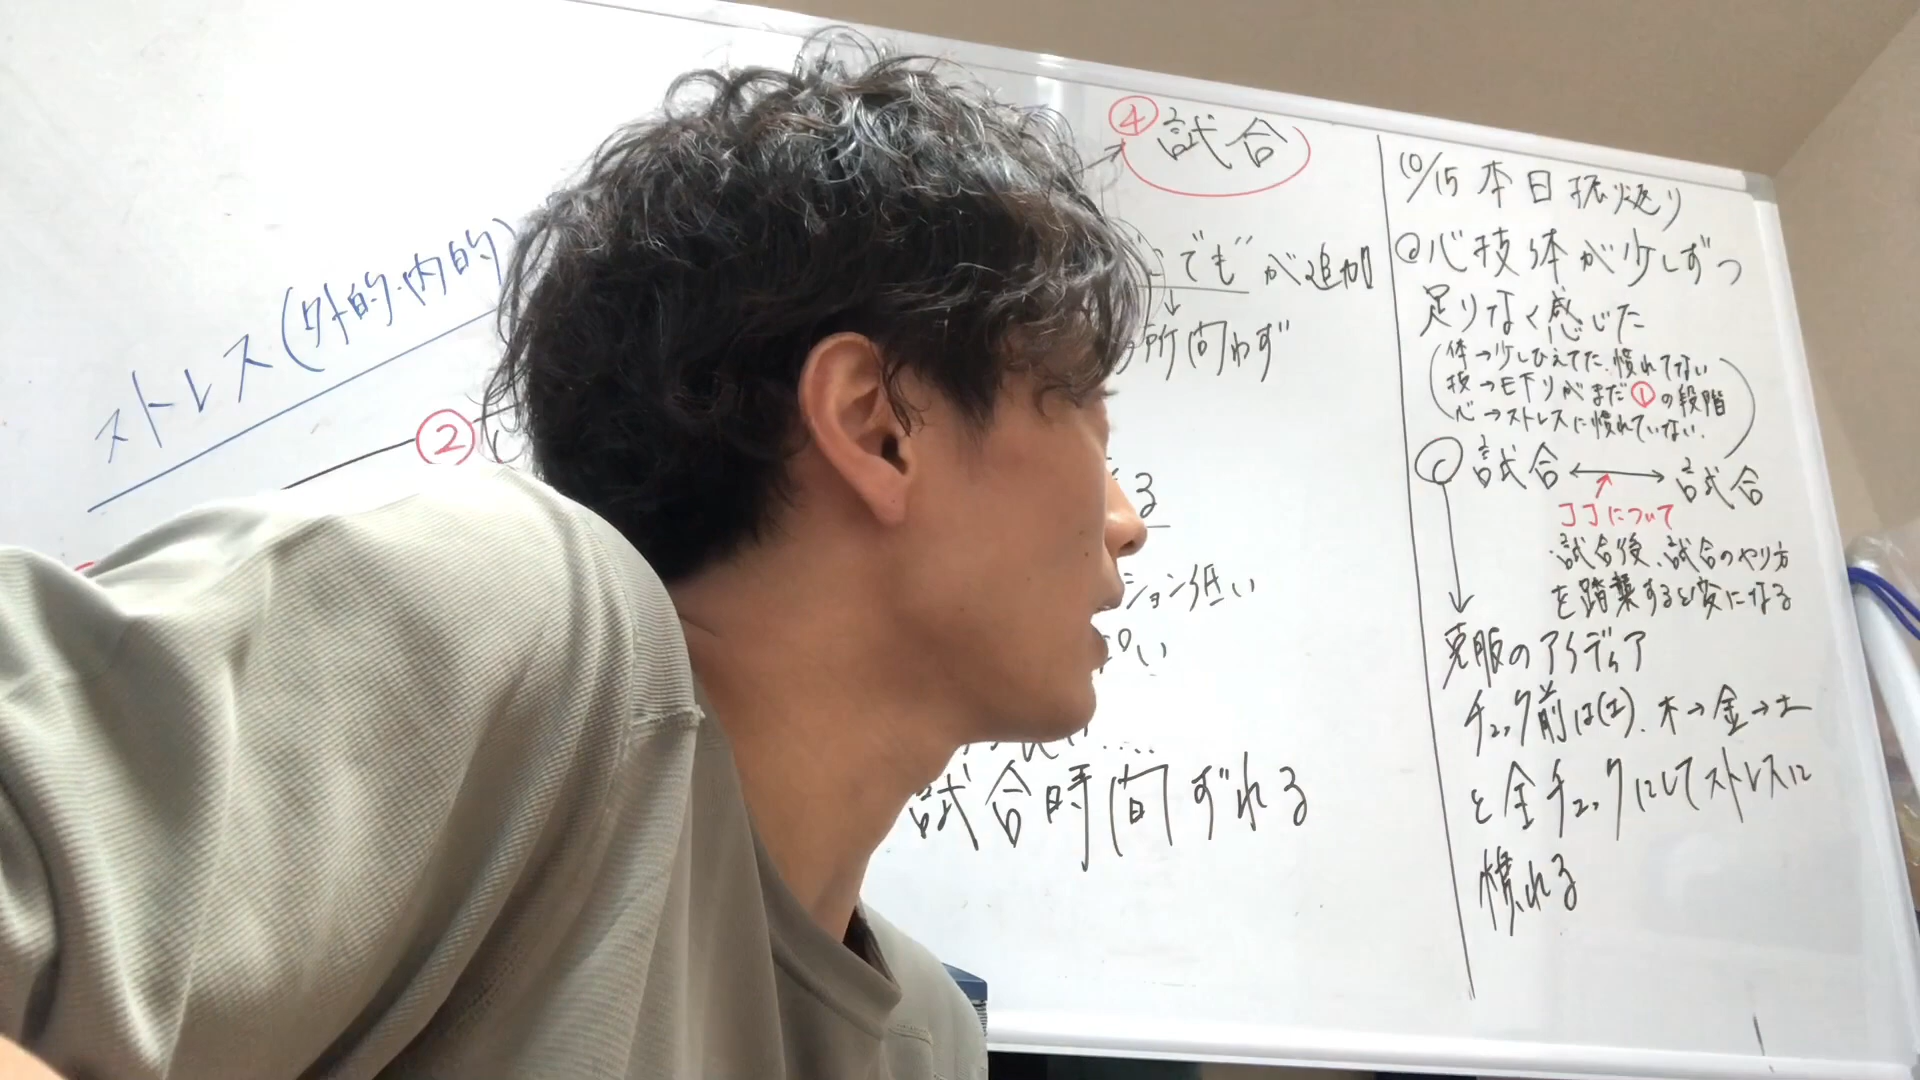 ストレス(外的・内的)
②
④試合
でも が追加
↓
所問わず
る
ション低い
い
試合時間ずれる
10/15 本日振り返り
@心技体が少しずつ
足りなく感じた
体→少しひえてた.慣れてない
技→E下りがまだ①の段階
心→ストレスに慣れていない.
試合 ↔ 試合
ココについて
・試合後、試合のやり方
を踏襲すると変になる
克服のアイディア
チェック前は(土).木→金→土
と金チェックにしてストレスに
慣れる